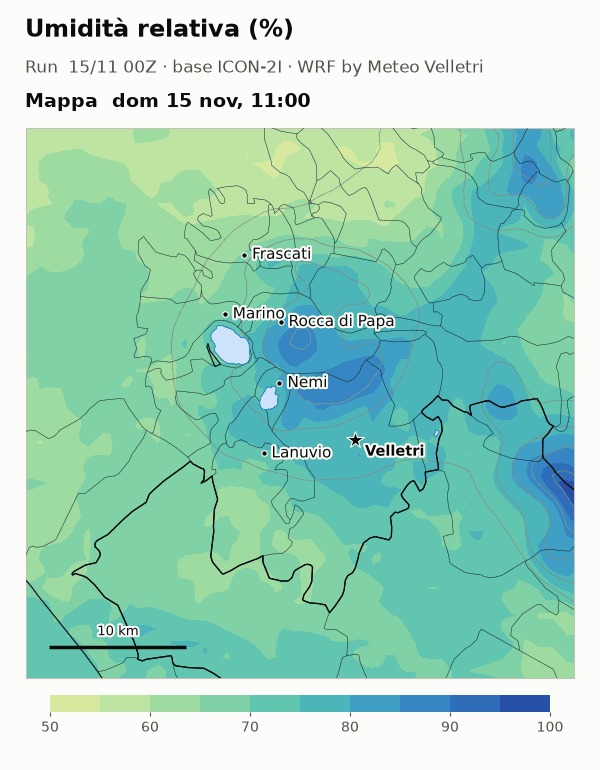 Umidità relativa (%)
Run  15/11 00Z · base ICON-2I · WRF by Meteo Velletri
Mappa  dom 15 nov, 11:00
Frascati
Marino
Rocca di Papa
Nemi
Velletri
Lanuvio
10 km
50 60 70 80 90 100